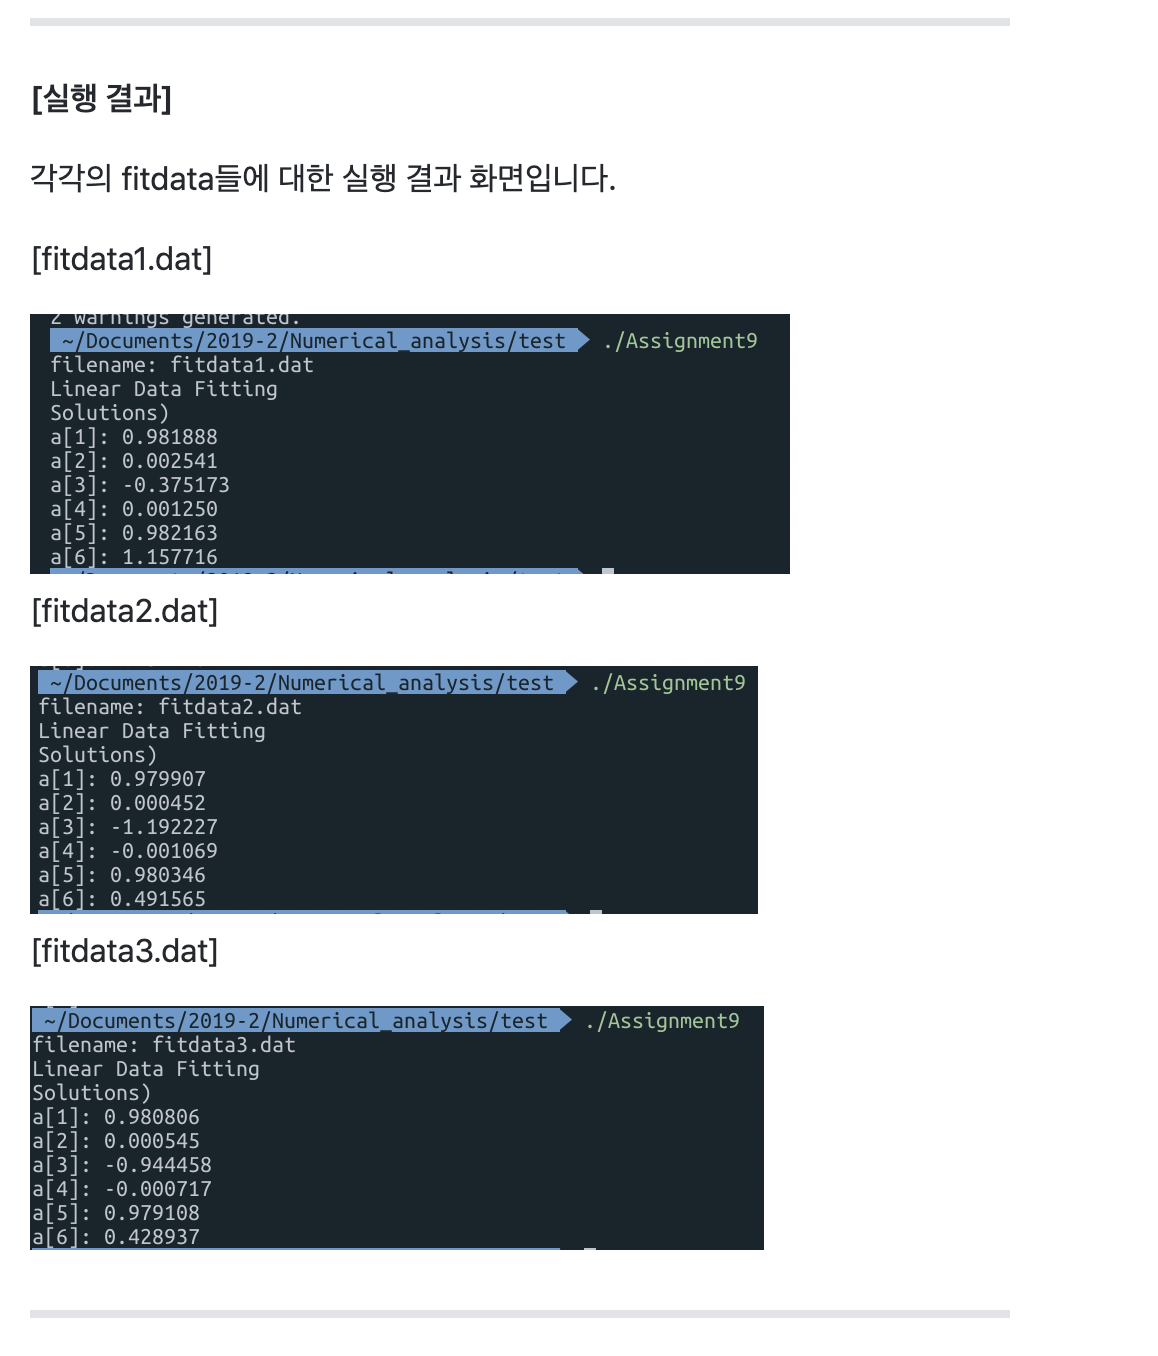 [실행 결과]
각각의 fitdata들에 대한 실행 결과 화면입니다.
[fitdata1.dat]
2 warnings generated.
~/Documents/2019-2/Numerical_analysis/test ./Assignment9
filename: fitdata1.dat
Linear Data Fitting
Solutions)
a[1]: 0.981888
a[2]: 0.002541
a[3]: -0.375173
a[4]: 0.001250
a[5]: 0.982163
a[6]: 1.157716
[fitdata2.dat]
~/Documents/2019-2/Numerical_analysis/test ./Assignment9
filename: fitdata2.dat
Linear Data Fitting
Solutions)
a[1]: 0.979907
a[2]: 0.000452
a[3]: -1.192227
a[4]: -0.001069
a[5]: 0.980346
a[6]: 0.491565
[fitdata3.dat]
~/Documents/2019-2/Numerical_analysis/test ./Assignment9
filename: fitdata3.dat
Linear Data Fitting
Solutions)
a[1]: 0.980806
a[2]: 0.000545
a[3]: -0.944458
a[4]: -0.000717
a[5]: 0.979108
a[6]: 0.428937